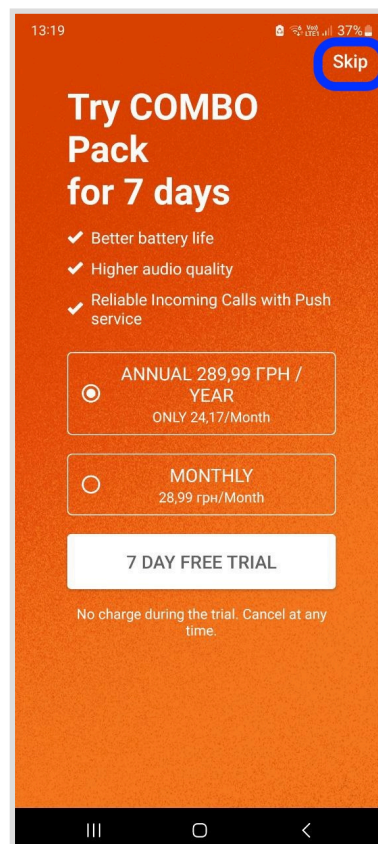 13:19
37%
Skip
Try COMBO
Pack
for 7 days
Better battery life
Higher audio quality
Reliable Incoming Calls with Push
service
ANNUAL 289,99 ГРН /
YEAR
ONLY 24,17/Month
MONTHLY
28,99 грн/Month
7 DAY FREE TRIAL
No charge during the trial. Cancel at any
time.